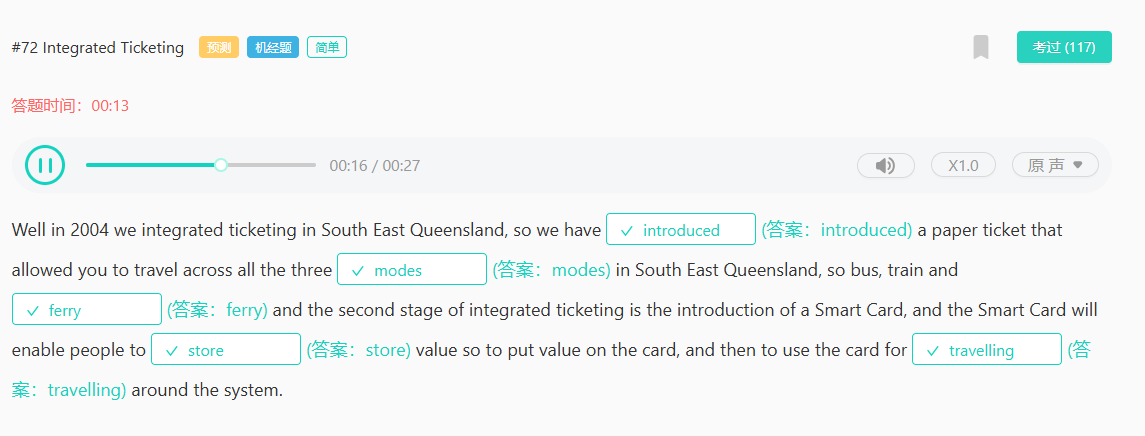 #72 Integrated Ticketing 预测 机经题 简单 考过 (117)
答题时间：00:13
00:16 / 00:27 X1.0 原声
Well in 2004 we integrated ticketing in South East Queensland, so we have ✓ introduced (答案：introduced) a paper ticket that
allowed you to travel across all the three ✓ modes (答案：modes) in South East Queensland, so bus, train and
✓ ferry (答案：ferry) and the second stage of integrated ticketing is the introduction of a Smart Card, and the Smart Card will
enable people to ✓ store (答案：store) value so to put value on the card, and then to use the card for ✓ travelling (答
案：travelling) around the system.